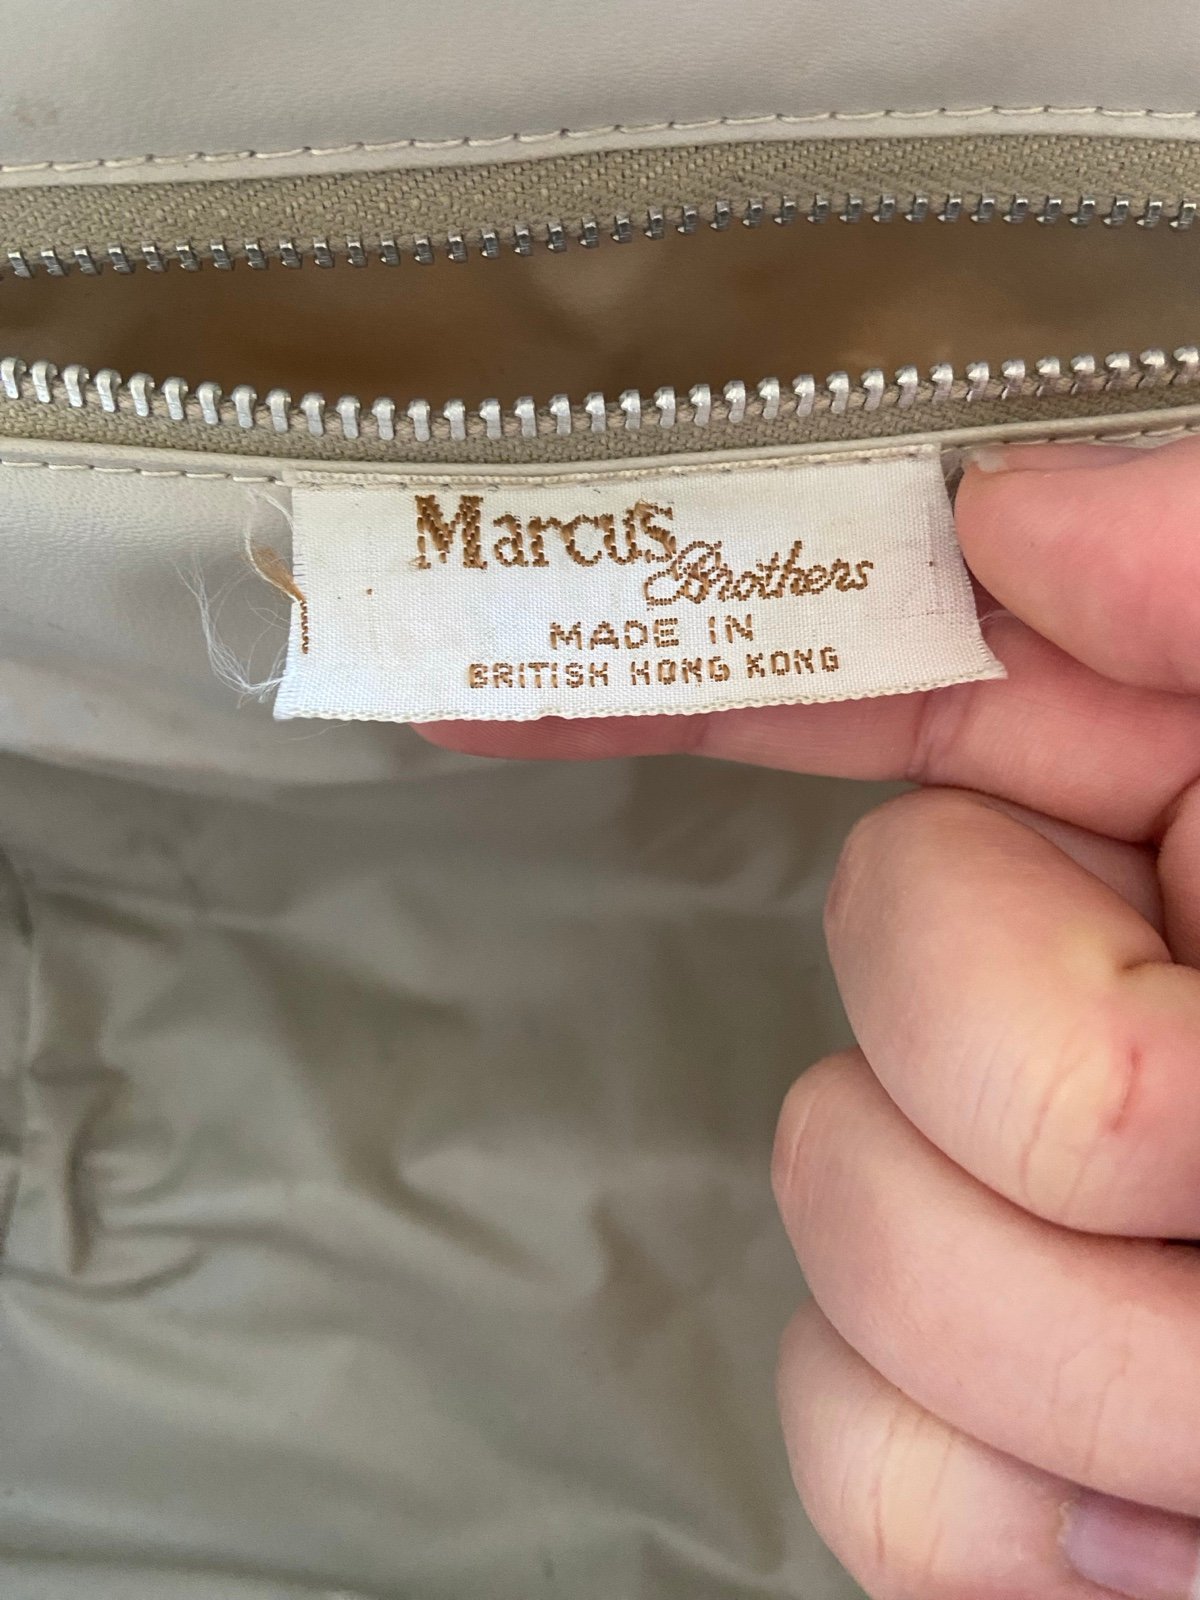 Marcus
Brothers
MADE IN
BRITISH HONG KONG